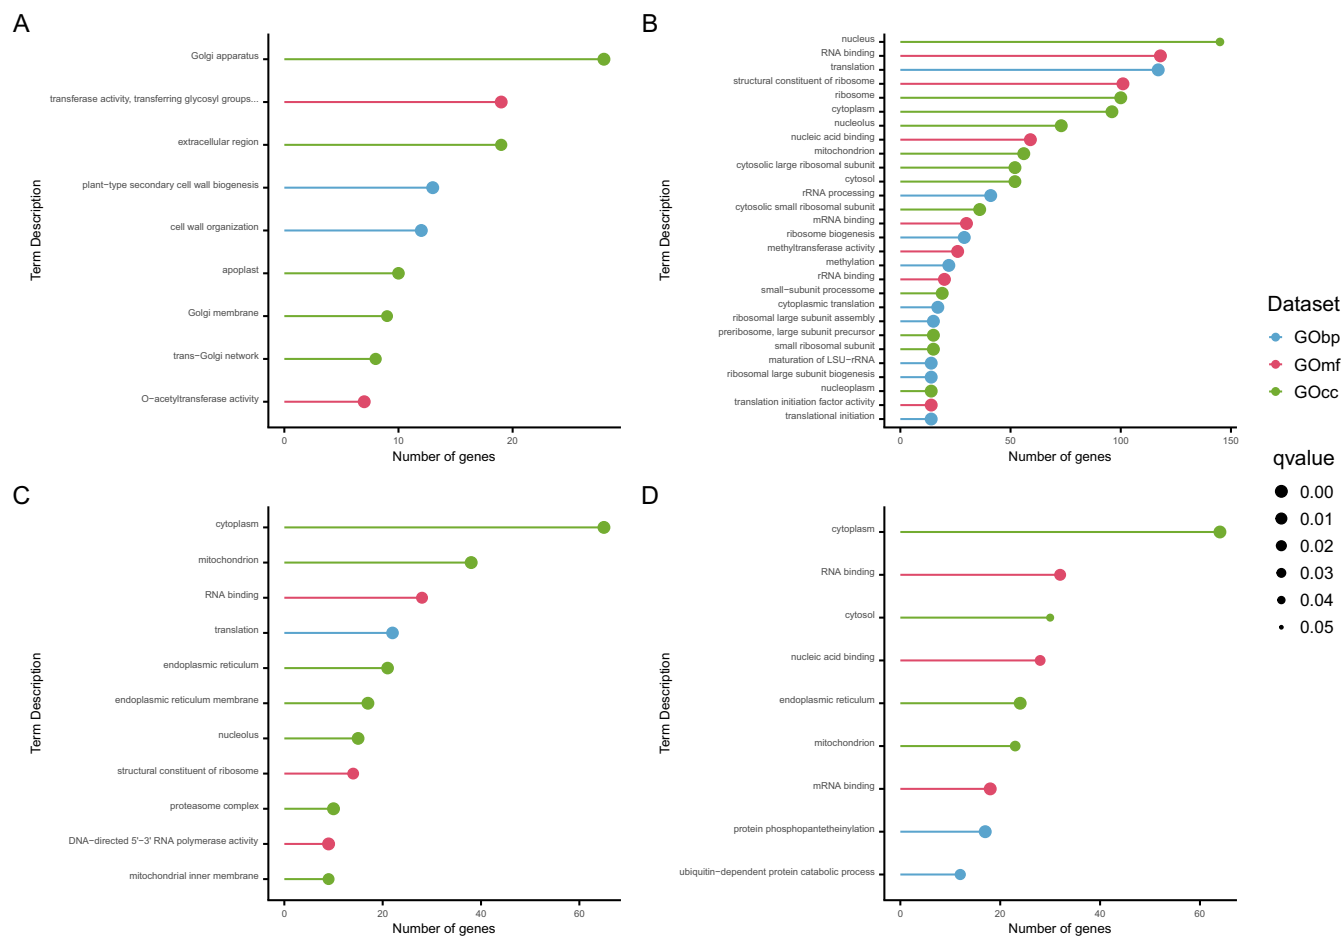 A
Term Description
Golgi apparatus
transferase activity, transferring glycosyl groups...
extracellular region
plant-type secondary cell wall biogenesis
cell wall organization
apoplast
Golgi membrane
trans−Golgi network
O−acetyltransferase activity
0 10 20
Number of genes
B
Term Description
nucleus
RNA binding
translation
structural constituent of ribosome
ribosome
cytoplasm
nucleolus
nucleic acid binding
mitochondrion
cytosolic large ribosomal subunit
cytosol
rRNA processing
cytosolic small ribosomal subunit
mRNA binding
ribosome biogenesis
methyltransferase activity
methylation
rRNA binding
small−subunit processome
cytoplasmic translation
ribosomal large subunit assembly
preribosome, large subunit precursor
small ribosomal subunit
maturation of LSU−rRNA
ribosomal large subunit biogenesis
nucleoplasm
translation initiation factor activity
translational initiation
0 50 100 150
Number of genes
C
Term Description
cytoplasm
mitochondrion
RNA binding
translation
endoplasmic reticulum
endoplasmic reticulum membrane
nucleolus
structural constituent of ribosome
proteasome complex
DNA−directed 5'−3' RNA polymerase activity
mitochondrial inner membrane
0 20 40 60
Number of genes
D
Term Description
cytoplasm
RNA binding
cytosol
nucleic acid binding
endoplasmic reticulum
mitochondrion
mRNA binding
protein phosphopantetheinylation
ubiquitin−dependent protein catabolic process
0 20 40 60
Number of genes
Dataset
GObp
GOmf
GOcc
qvalue
0.00
0.01
0.02
0.03
0.04
0.05